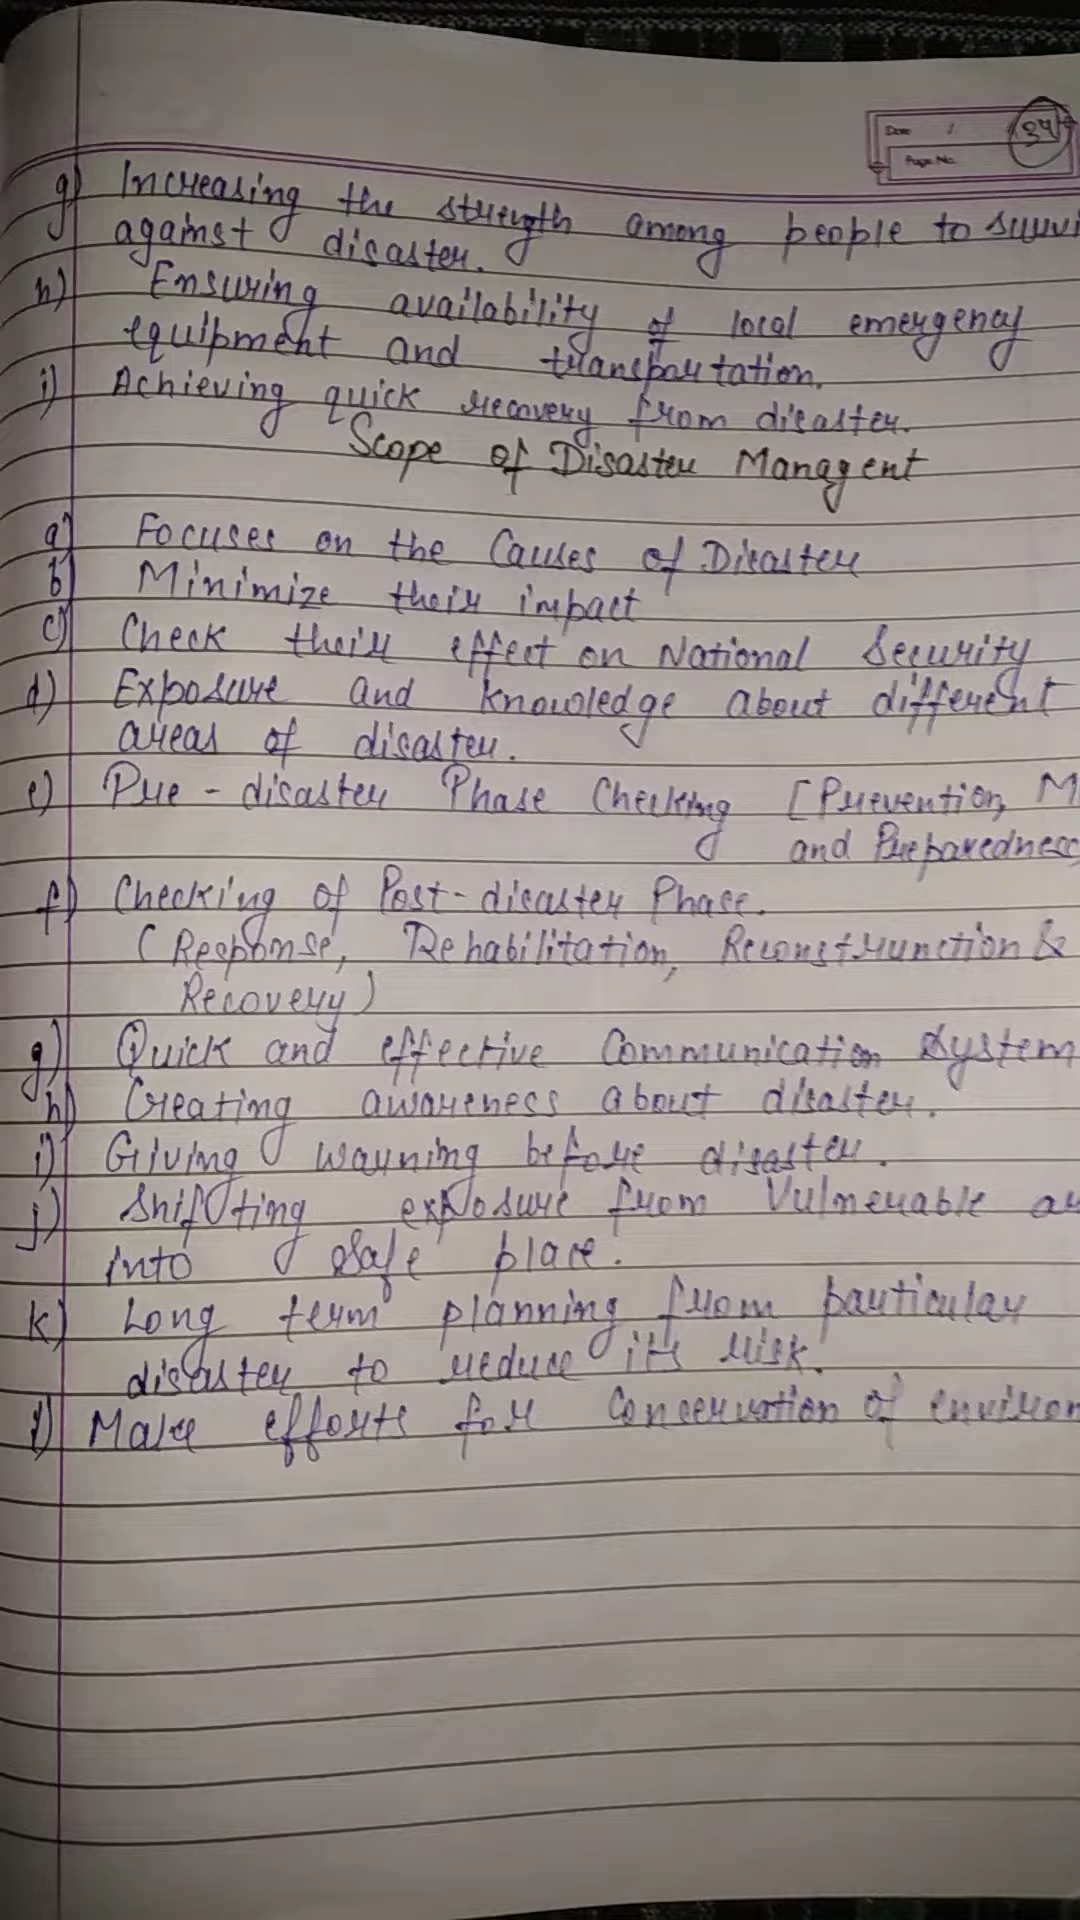 Date / 34
Page No.
g) Increasing the strength among people to survi
against disaster.
h) Ensuring availability of local emergency
equipment and transportation.
i) Achieving quick recovery from disaster.
Scope of Disaster Managent
a) Focuses on the Causes of Disaster
b) Minimize their impact
c) Check their effect on National Security
d) Exposure and knowledge about different
areas of disaster.
e) Pre-disaster Phase Checking [Prevention, M
and Preparedness
f) Checking of Post-disaster Phase.
(Response, Rehabilitation, Reconstrunction &
Recovery)
g) Quick and effective Communication System
h) Creating awareness about disaster.
i) Giving warning before disaster.
j) Shifting exposure from Vulnerable ar
into Safe place.
k) Long term planning from particular
disaster to reduce its risk.
l) Make efforts for Conservation of environ